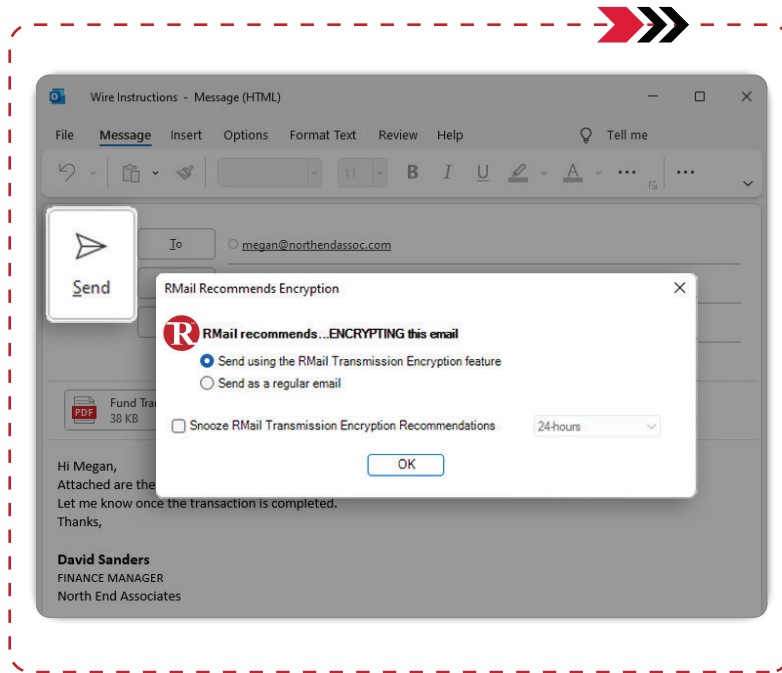 Wire Instructions - Message (HTML)
File Message Insert Options Format Text Review Help Tell me
11 B I U A
Send
To
megan@northendassoc.com
RMail Recommends Encryption
R
RMail recommends...ENCRYPTING this email
Send using the RMail Transmission Encryption feature
Send as a regular email
Snooze RMail Transmission Encryption Recommendations 24-hours
OK
PDF
Fund Tra
38 KB
Hi Megan,
Attached are the
Let me know once the transaction is completed.
Thanks,
David Sanders
FINANCE MANAGER
North End Associates